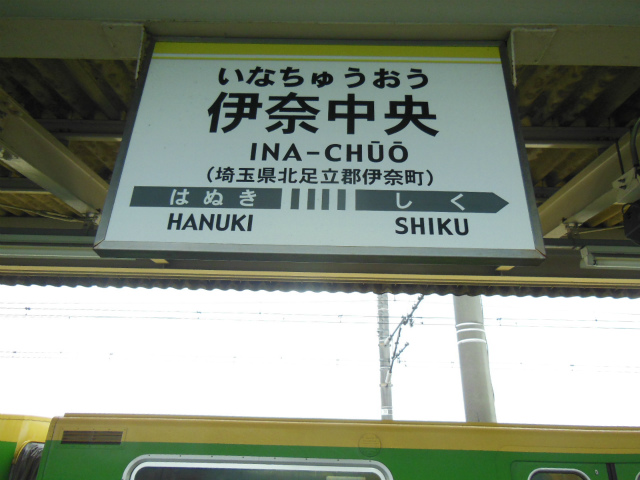 いなちゅうおう
伊奈中央
INA-CHŪŌ
(埼玉県北足立郡伊奈町)
はぬき しく
HANUKI SHIKU